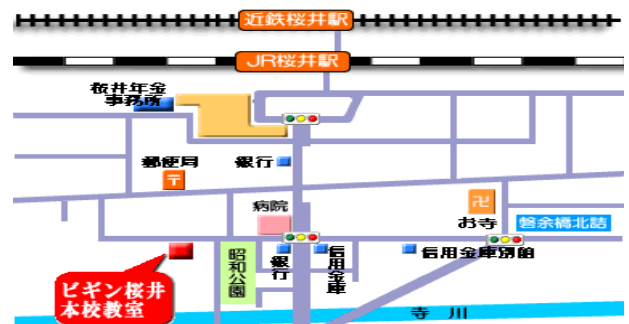 近鉄桜井駅
JR桜井駅
桜井年金
事務所
郵便局
〒
銀行
病院
卍
お寺
磐余橋北詰
昭和公園
銀行
信用金庫
信用金庫別館
ビギン桜井
本校教室
寺川